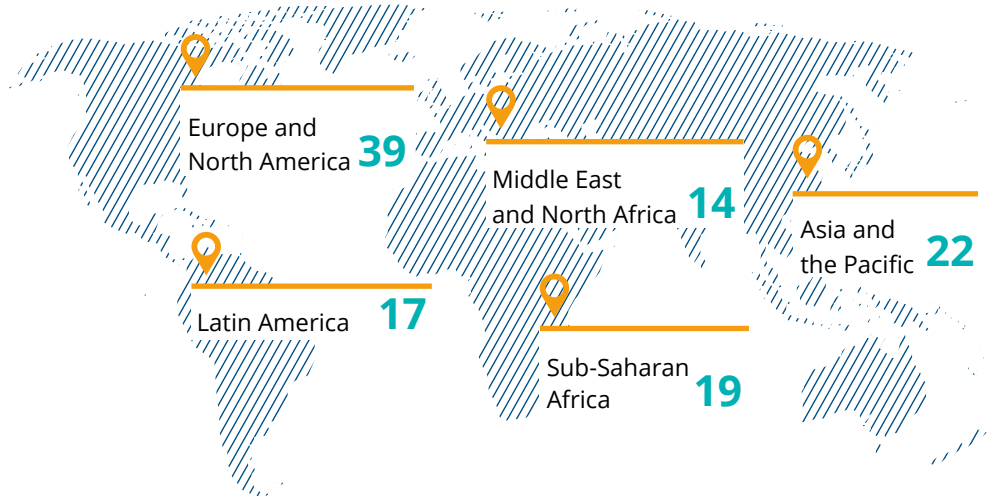 Europe and
North America 39
Middle East
and North Africa 14
Asia and
the Pacific 22
Latin America 17
Sub-Saharan
Africa 19